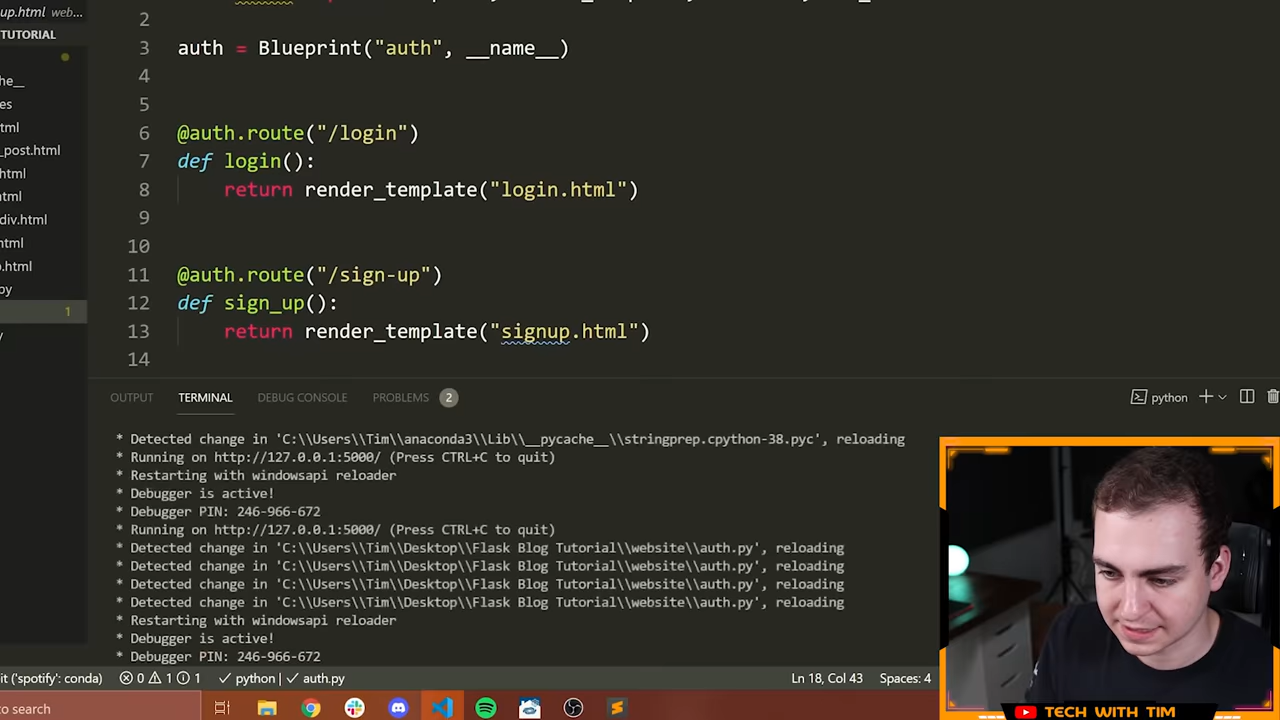 up.html web...
TUTORIAL
he__
es
tml
_post.html
.html
tml
div.html
tml
p.html
py
1
y
2
3 auth = Blueprint("auth", __name__)
4
5
6 @auth.route("/login")
7 def login():
8 return render_template("login.html")
9
10
11 @auth.route("/sign-up")
12 def sign_up():
13 return render_template("signup.html")
14
OUTPUT TERMINAL DEBUG CONSOLE PROBLEMS 2 python
* Detected change in 'C:\\Users\\Tim\\anaconda3\\Lib\\__pycache__\\stringprep.cpython-38.pyc', reloading
* Running on http://127.0.0.1:5000/ (Press CTRL+C to quit)
* Restarting with windowsapi reloader
* Debugger is active!
* Debugger PIN: 246-966-672
* Running on http://127.0.0.1:5000/ (Press CTRL+C to quit)
* Detected change in 'C:\\Users\\Tim\\Desktop\\Flask Blog Tutorial\\website\\auth.py', reloading
* Detected change in 'C:\\Users\\Tim\\Desktop\\Flask Blog Tutorial\\website\\auth.py', reloading
* Detected change in 'C:\\Users\\Tim\\Desktop\\Flask Blog Tutorial\\website\\auth.py', reloading
* Detected change in 'C:\\Users\\Tim\\Desktop\\Flask Blog Tutorial\\website\\auth.py', reloading
* Restarting with windowsapi reloader
* Debugger is active!
* Debugger PIN: 246-966-672
it ('spotify': conda) 0 1 1 python | auth.py Ln 18, Col 43 Spaces: 4
to search
TECH WITH TIM